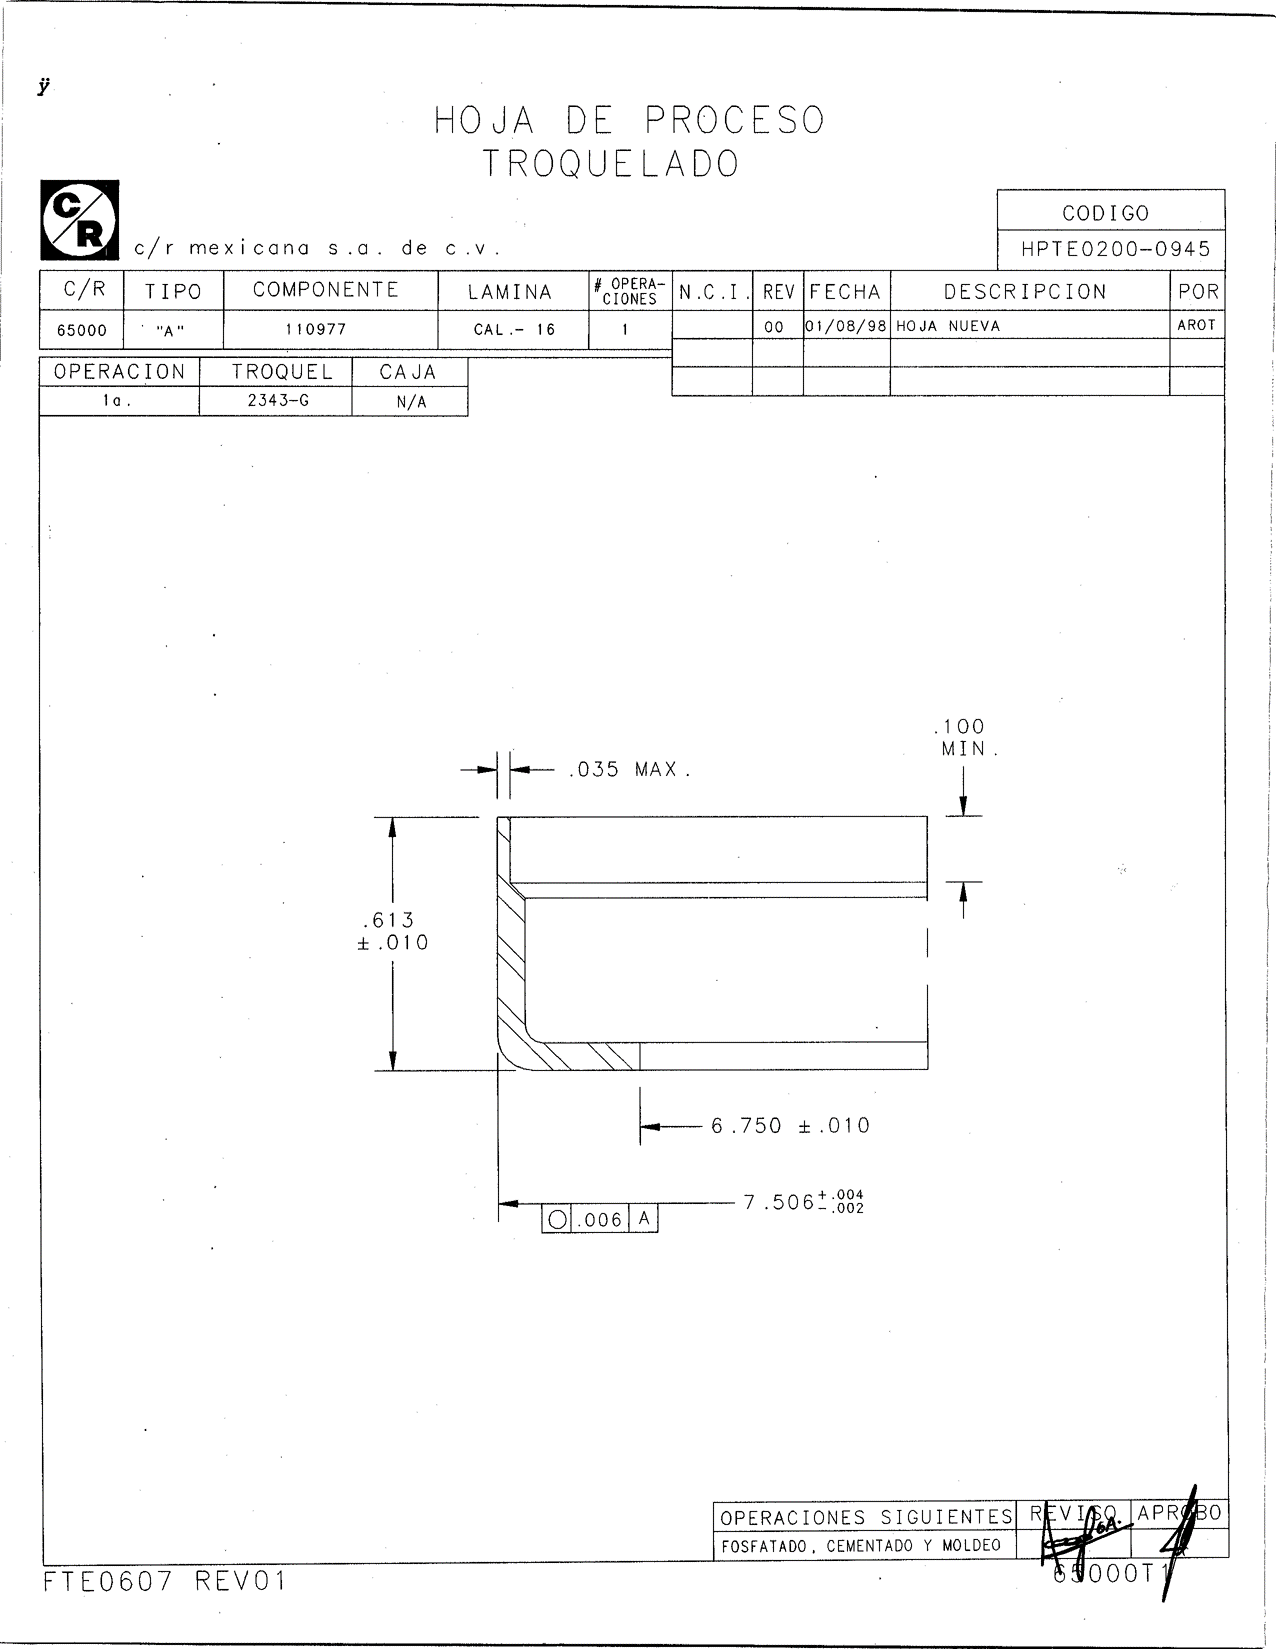 ÿ
HOJA DE PROCESO
TROQUELADO
C/R
c/r mexicana s.a. de c.v.
CODIGO
HPTE0200-0945
C/R TIPO COMPONENTE LAMINA # OPERA-CIONES N.C.I. REV FECHA DESCRIPCION POR
65000 "A" 110977 CAL.- 16 1 00 01/08/98 HOJA NUEVA AROT
OPERACION TROQUEL CAJA
1a. 2343-G N/A
.100
MIN.
.035 MAX.
.613
±.010
6.750 ±.010
7.506 +.004
-.002
.006 A
OPERACIONES SIGUIENTES REVISO APROBO
FOSFATADO, CEMENTADO Y MOLDEO
FTE0607 REV01
65000T1